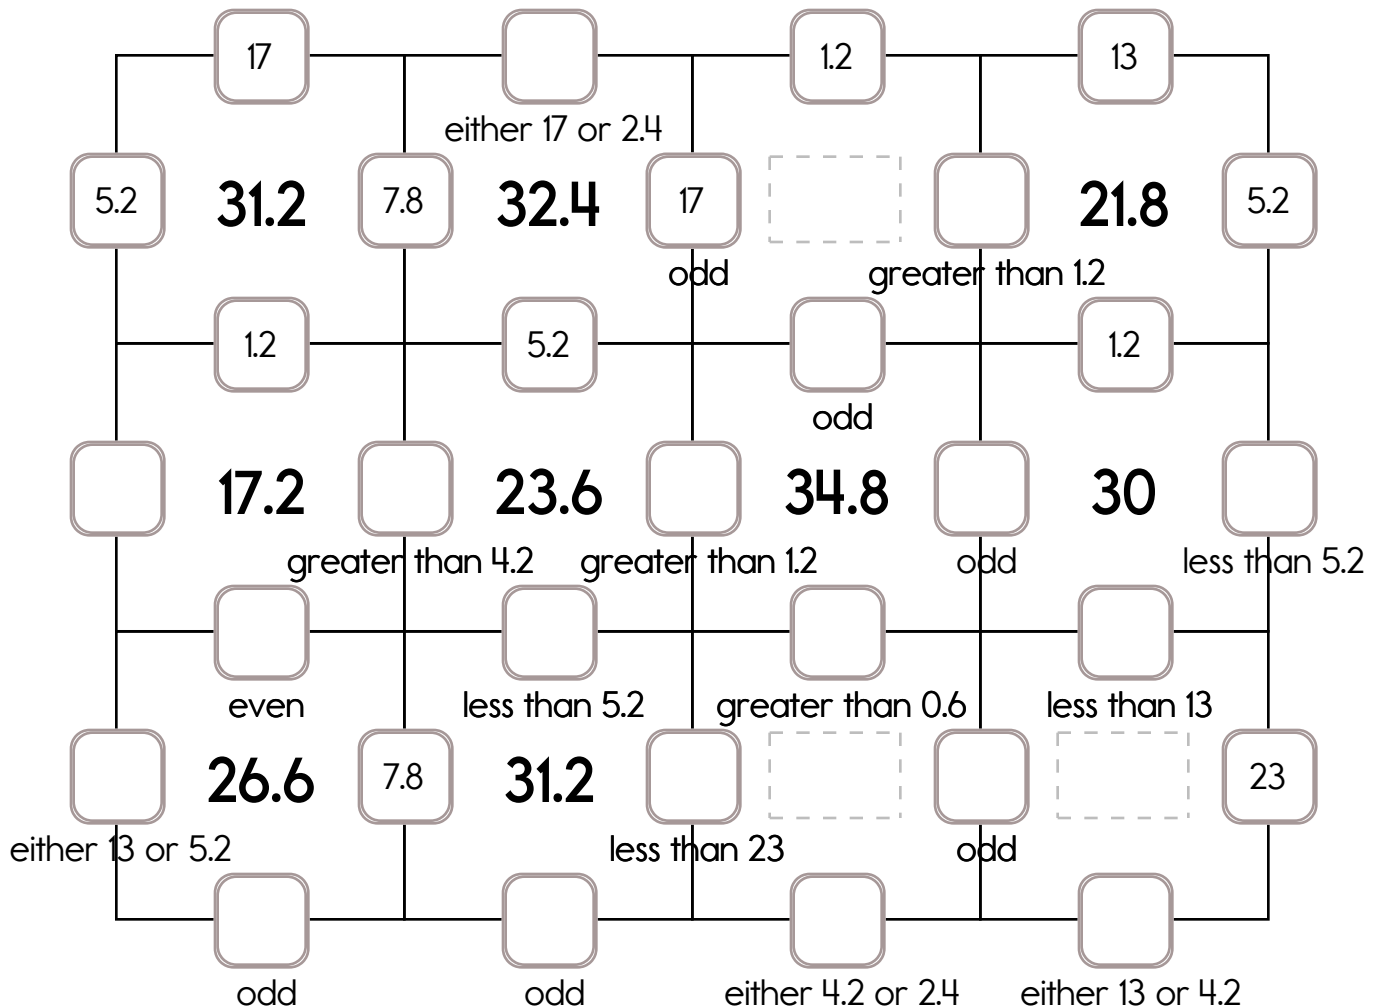 17 1.2 13
either 17 or 2.4
5.2 31.2 7.8 32.4 17 21.8 5.2
odd greater than 1.2
1.2 5.2 1.2
odd
17.2 23.6 34.8 30
greater than 4.2 greater than 1.2 odd less than 5.2
even less than 5.2 greater than 0.6 less than 13
26.6 7.8 31.2 23
either 13 or 5.2 less than 23 odd
odd odd either 4.2 or 2.4 either 13 or 4.2